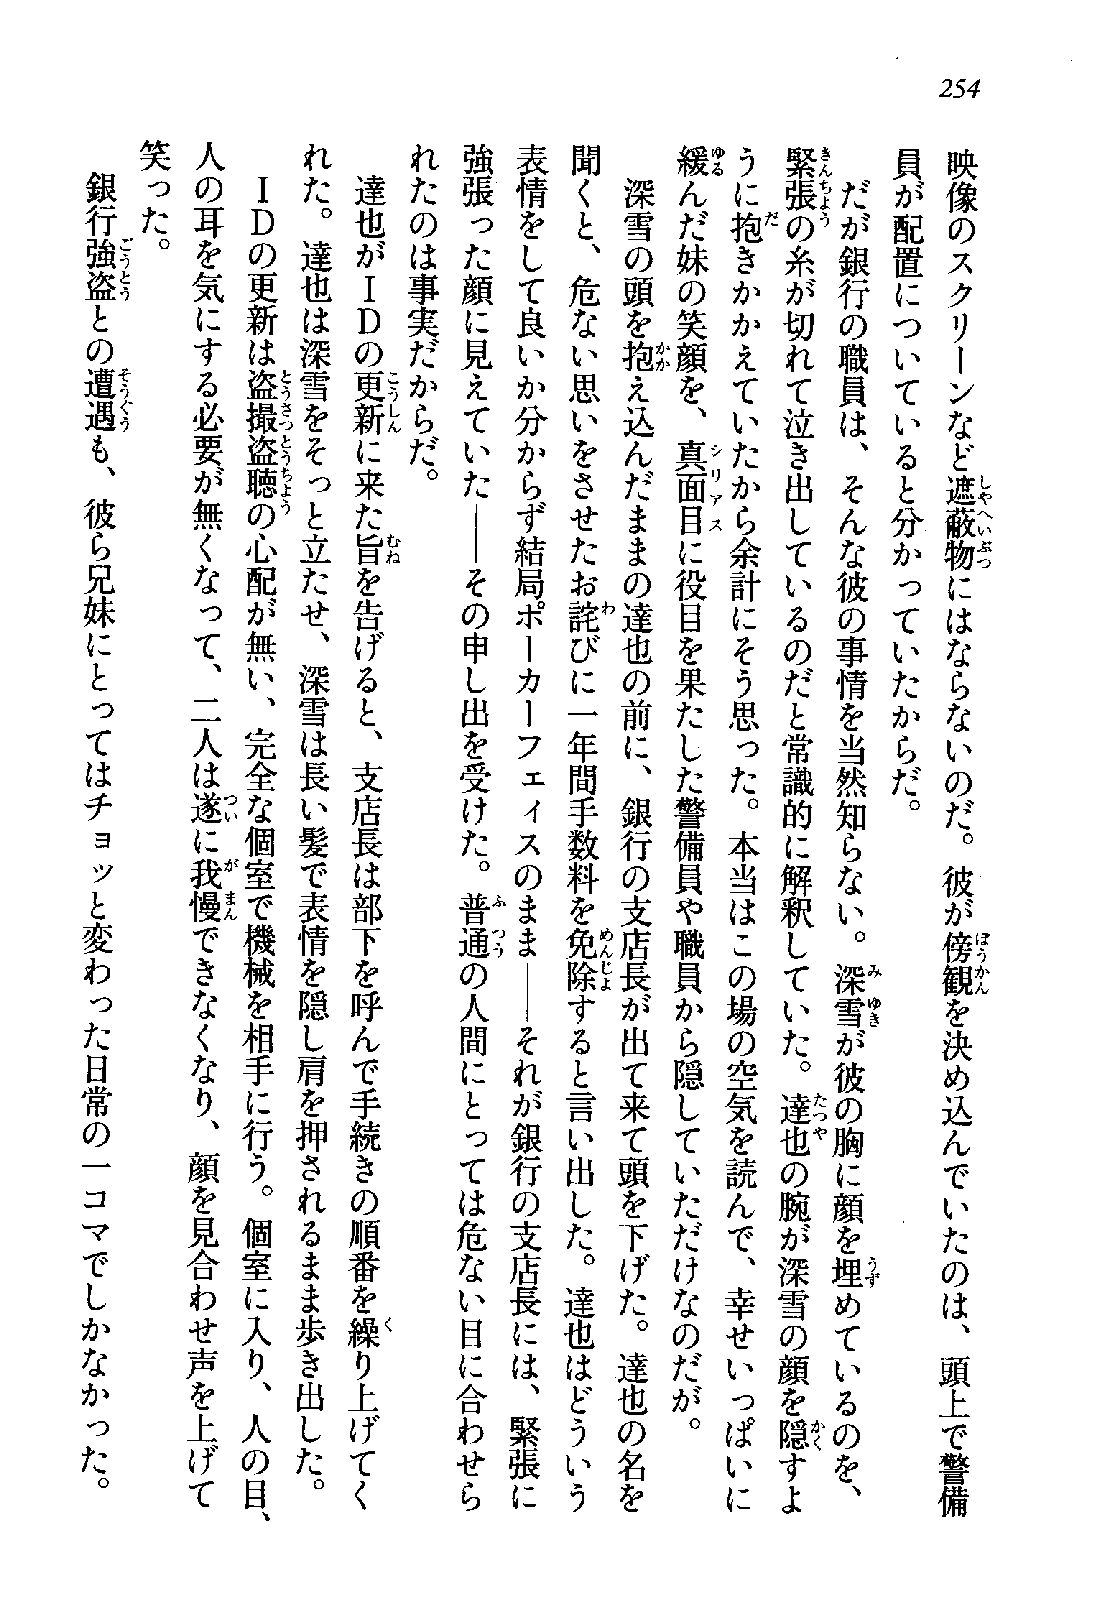 254
映像のスクリーンなど遮蔽物にはならないのだ。彼が傍観を決め込んでいたのは、頭上で警備
員が配置についていると分かっていたからだ。
だが銀行の職員は、そんな彼の事情を当然知らない。深雪が彼の胸に顔を埋めているのを、
緊張の糸が切れて泣き出しているのだと常識的に解釈していた。達也の腕が深雪の顔を隠すよ
うに抱きかかえていたから余計にそう思った。本当はこの場の空気を読んで、幸せいっぱいに
緩んだ妹の笑顔を、真面目に役目を果たした警備員や職員から隠していただけなのだが。
深雪の頭を抱え込んだままの達也の前に、銀行の支店長が出て来て頭を下げた。達也の名を
聞くと、危ない思いをさせたお詫びに一年間手数料を免除すると言い出した。達也はどういう
表情をして良いか分からず結局ポーカーフェイスのまま――それが銀行の支店長には、緊張に
強張った顔に見えていた――その申し出を受けた。普通の人間にとっては危ない目に合わせら
れたのは事実だからだ。
達也がＩＤの更新に来た旨を告げると、支店長は部下を呼んで手続きの順番を繰り上げてく
れた。達也は深雪をそっと立たせ、深雪は長い髪で表情を隠し肩を押されるまま歩き出した。
ＩＤの更新は盗撮盗聴の心配が無い、完全な個室で機械を相手に行う。個室に入り、人の目、
人の耳を気にする必要が無くなって、二人は遂に我慢できなくなり、顔を見合わせ声を上げて
笑った。
銀行強盗との遭遇も、彼ら兄妹にとってはチョッと変わった日常の一コマでしかなかった。